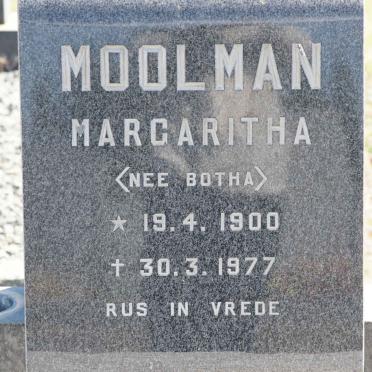 MOOLMAN
MARGARITHA
<NEE BOTHA>
* 19.4.1900
† 30.3.1977
RUS IN VREDE